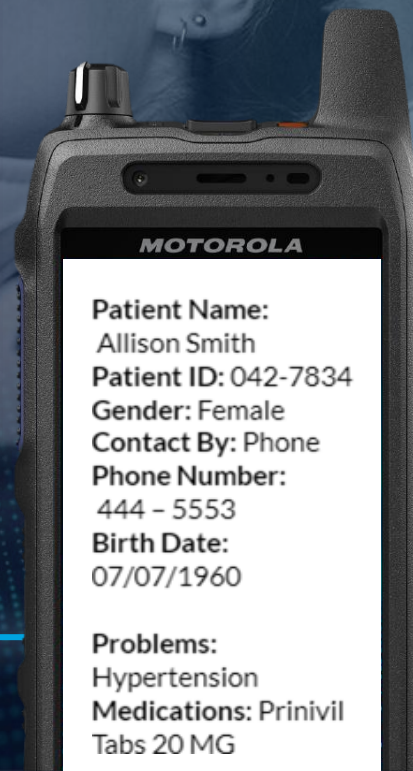 MOTOROLA
Patient Name:
Allison Smith
Patient ID: 042-7834
Gender: Female
Contact By: Phone
Phone Number:
444 – 5553
Birth Date:
07/07/1960
Problems:
Hypertension
Medications: Prinivil
Tabs 20 MG